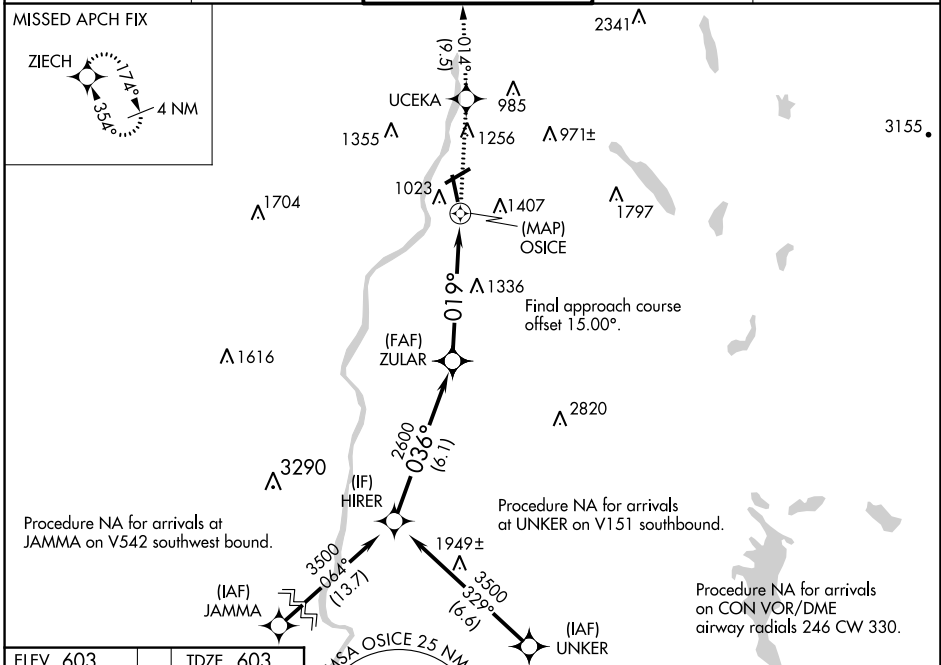 MISSED APCH FIX
ZIECH
174°
354°
4 NM
014°
(9.5)
2341
UCEKA
985
1355
1256
971±
3155
1023
1704
1407
1797
(MAP)
OSICE
1336
019°
Final approach course
offset 15.00°.
(FAF)
ZULAR
1616
2820
2600
036°
(6.1)
3290
(IF)
HIRER
Procedure NA for arrivals at
JAMMA on V542 southwest bound.
Procedure NA for arrivals
at UNKER on V151 southbound.
1949±
3500
064°
(13.7)
3500
329°
(6.6)
(IAF)
JAMMA
(IAF)
UNKER
Procedure NA for arrivals
on CON VOR/DME
airway radials 246 CW 330.
MSA OSICE 25 NM
ELEV 603
TDZE 603